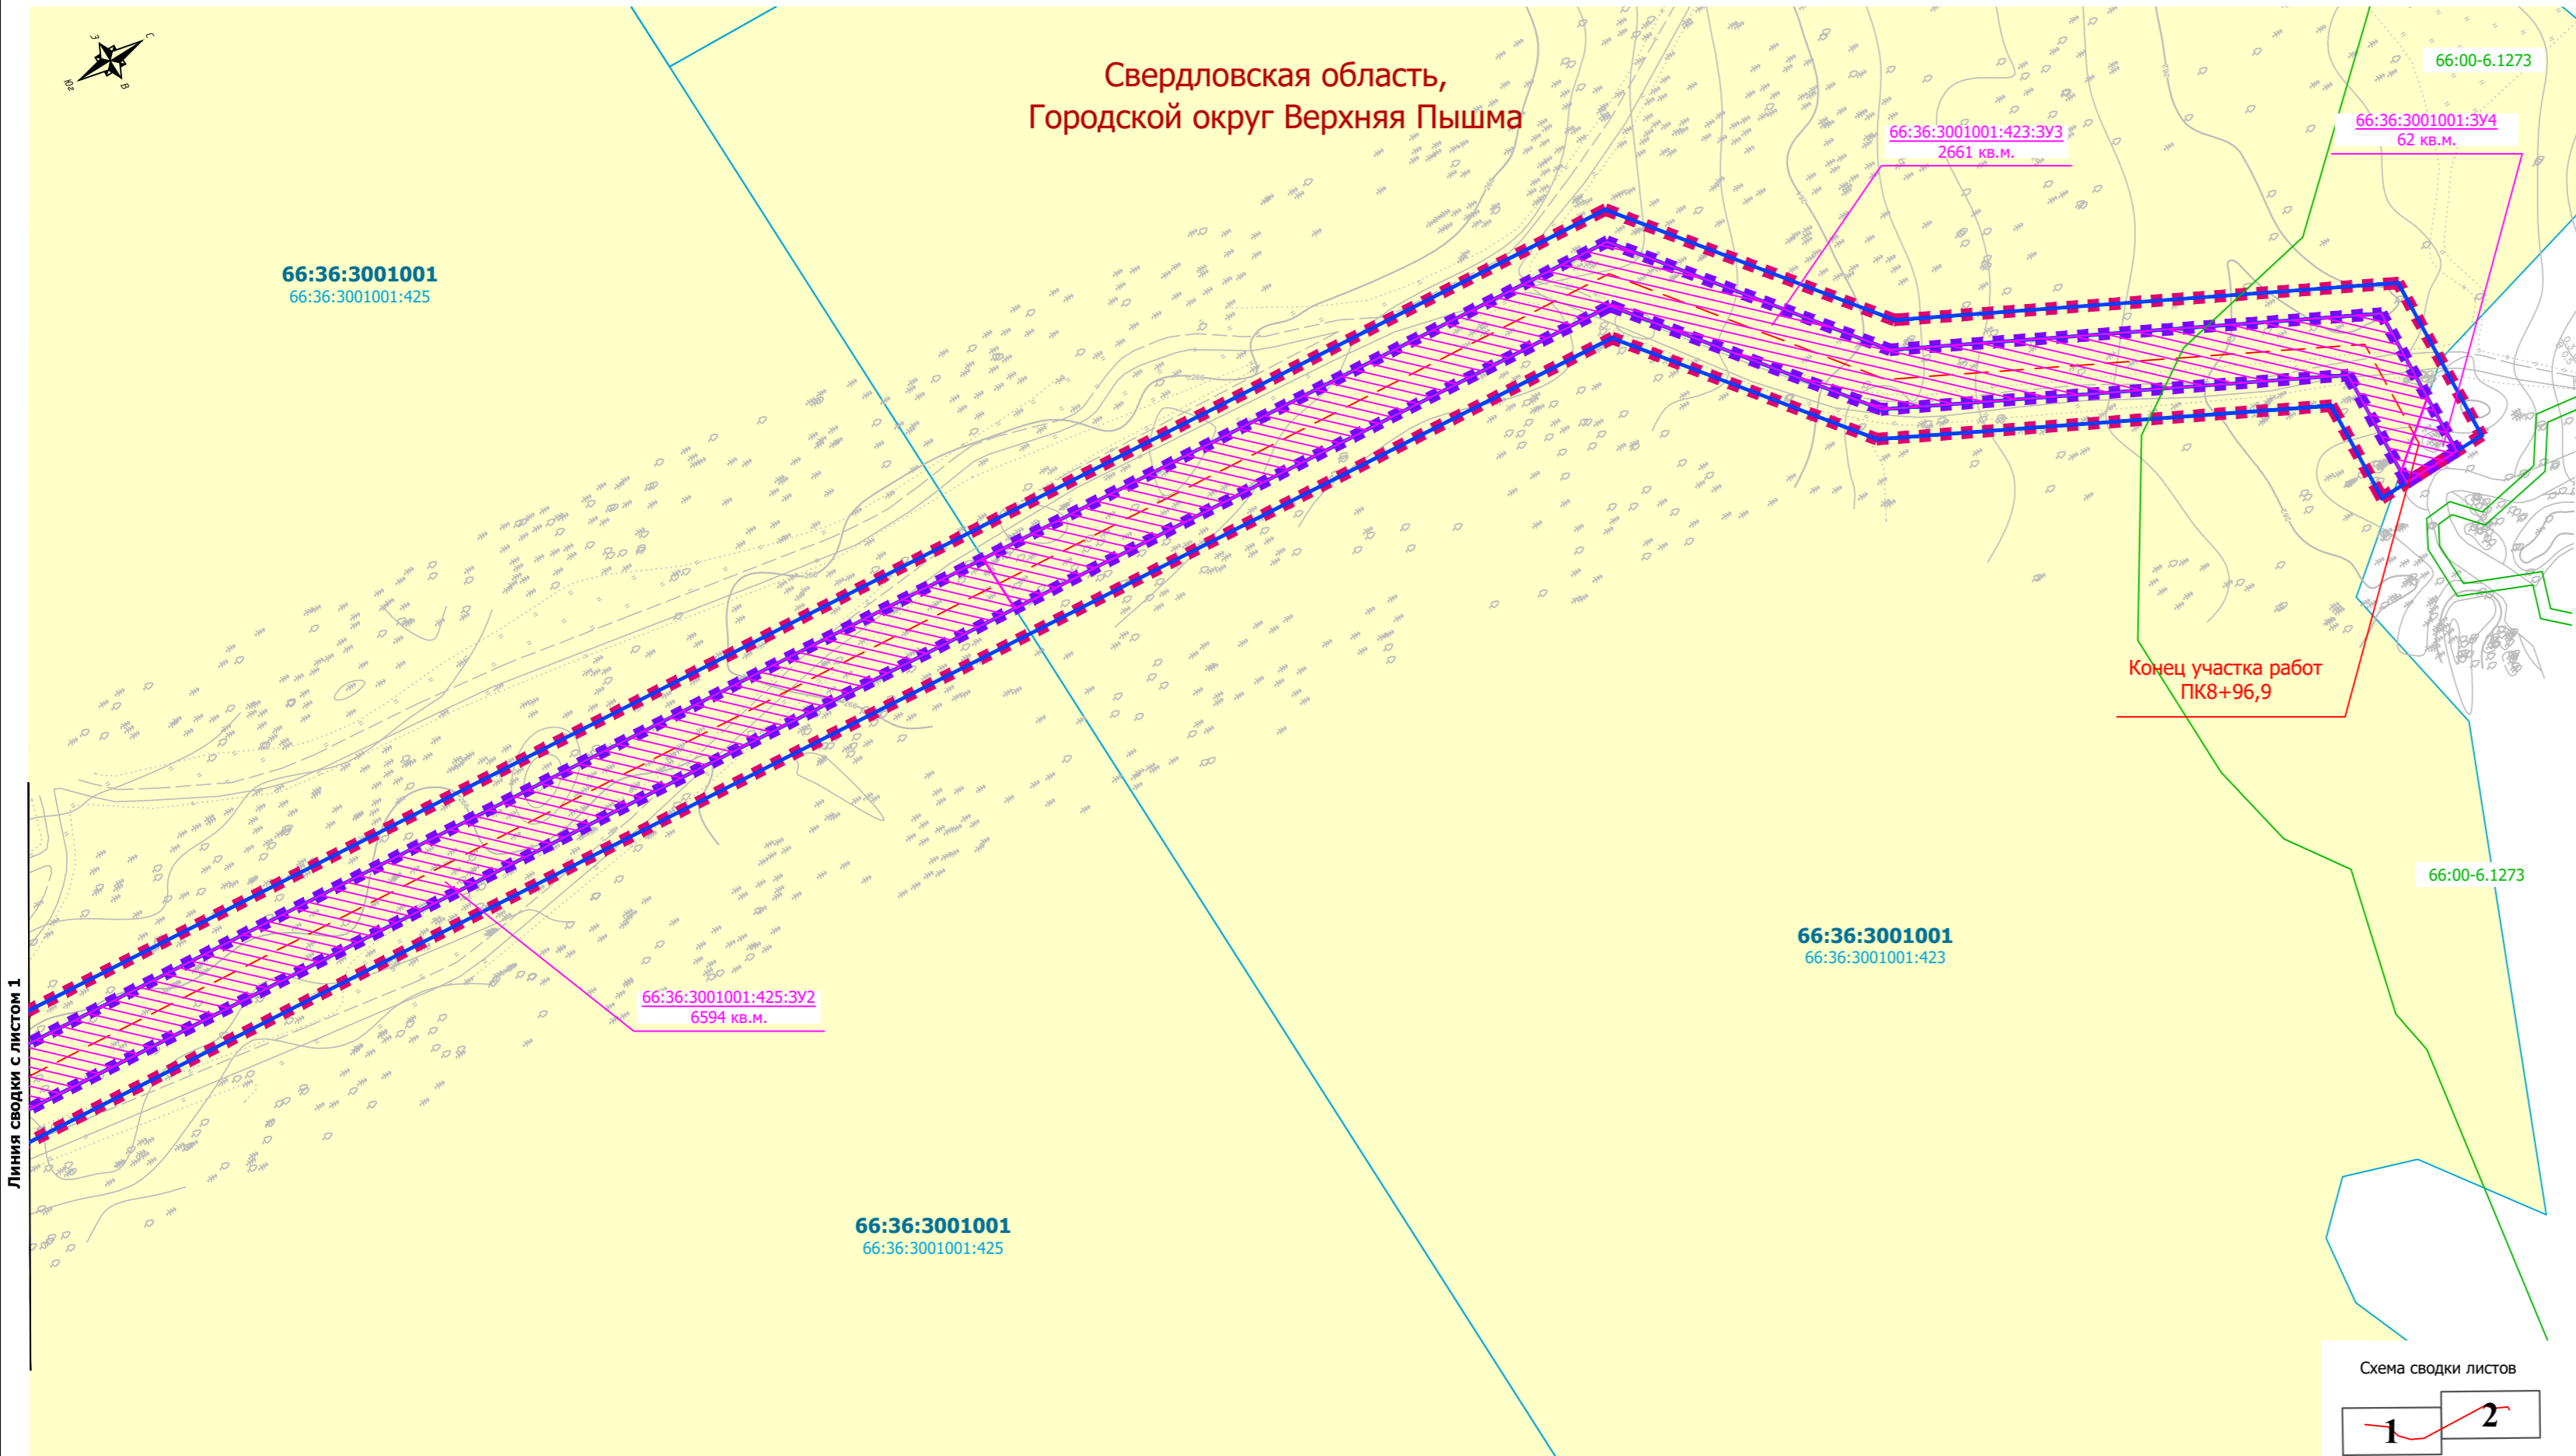 З
С
Юг
В
Свердловская область,
Городской округ Верхняя Пышма
66:00-6.1273
66:36:3001001:423:ЗУ3
2661 кв.м.
66:36:3001001:ЗУ4
62 кв.м.
66:36:3001001
66:36:3001001:425
Конец участка работ
ПК8+96,9
66:00-6.1273
66:36:3001001
66:36:3001001:423
66:36:3001001:425:ЗУ2
6594 кв.м.
Линия сводки с листом 1
66:36:3001001
66:36:3001001:425
Схема сводки листов
1
2